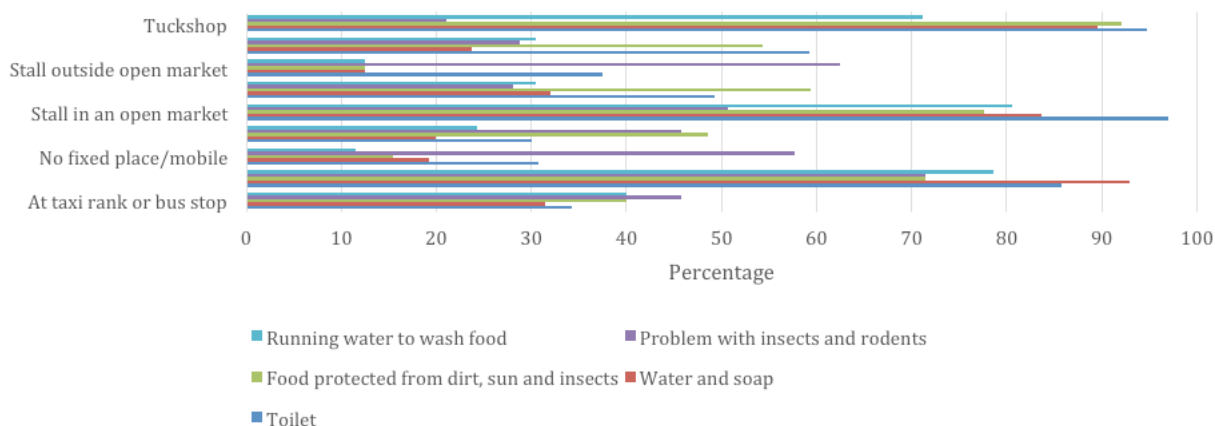 Tuckshop
Stall outside open market
Stall in an open market
No fixed place/mobile
At taxi rank or bus stop
0 10 20 30 40 50 60 70 80 90 100
Percentage
Running water to wash food Problem with insects and rodents
Food protected from dirt, sun and insects Water and soap
Toilet